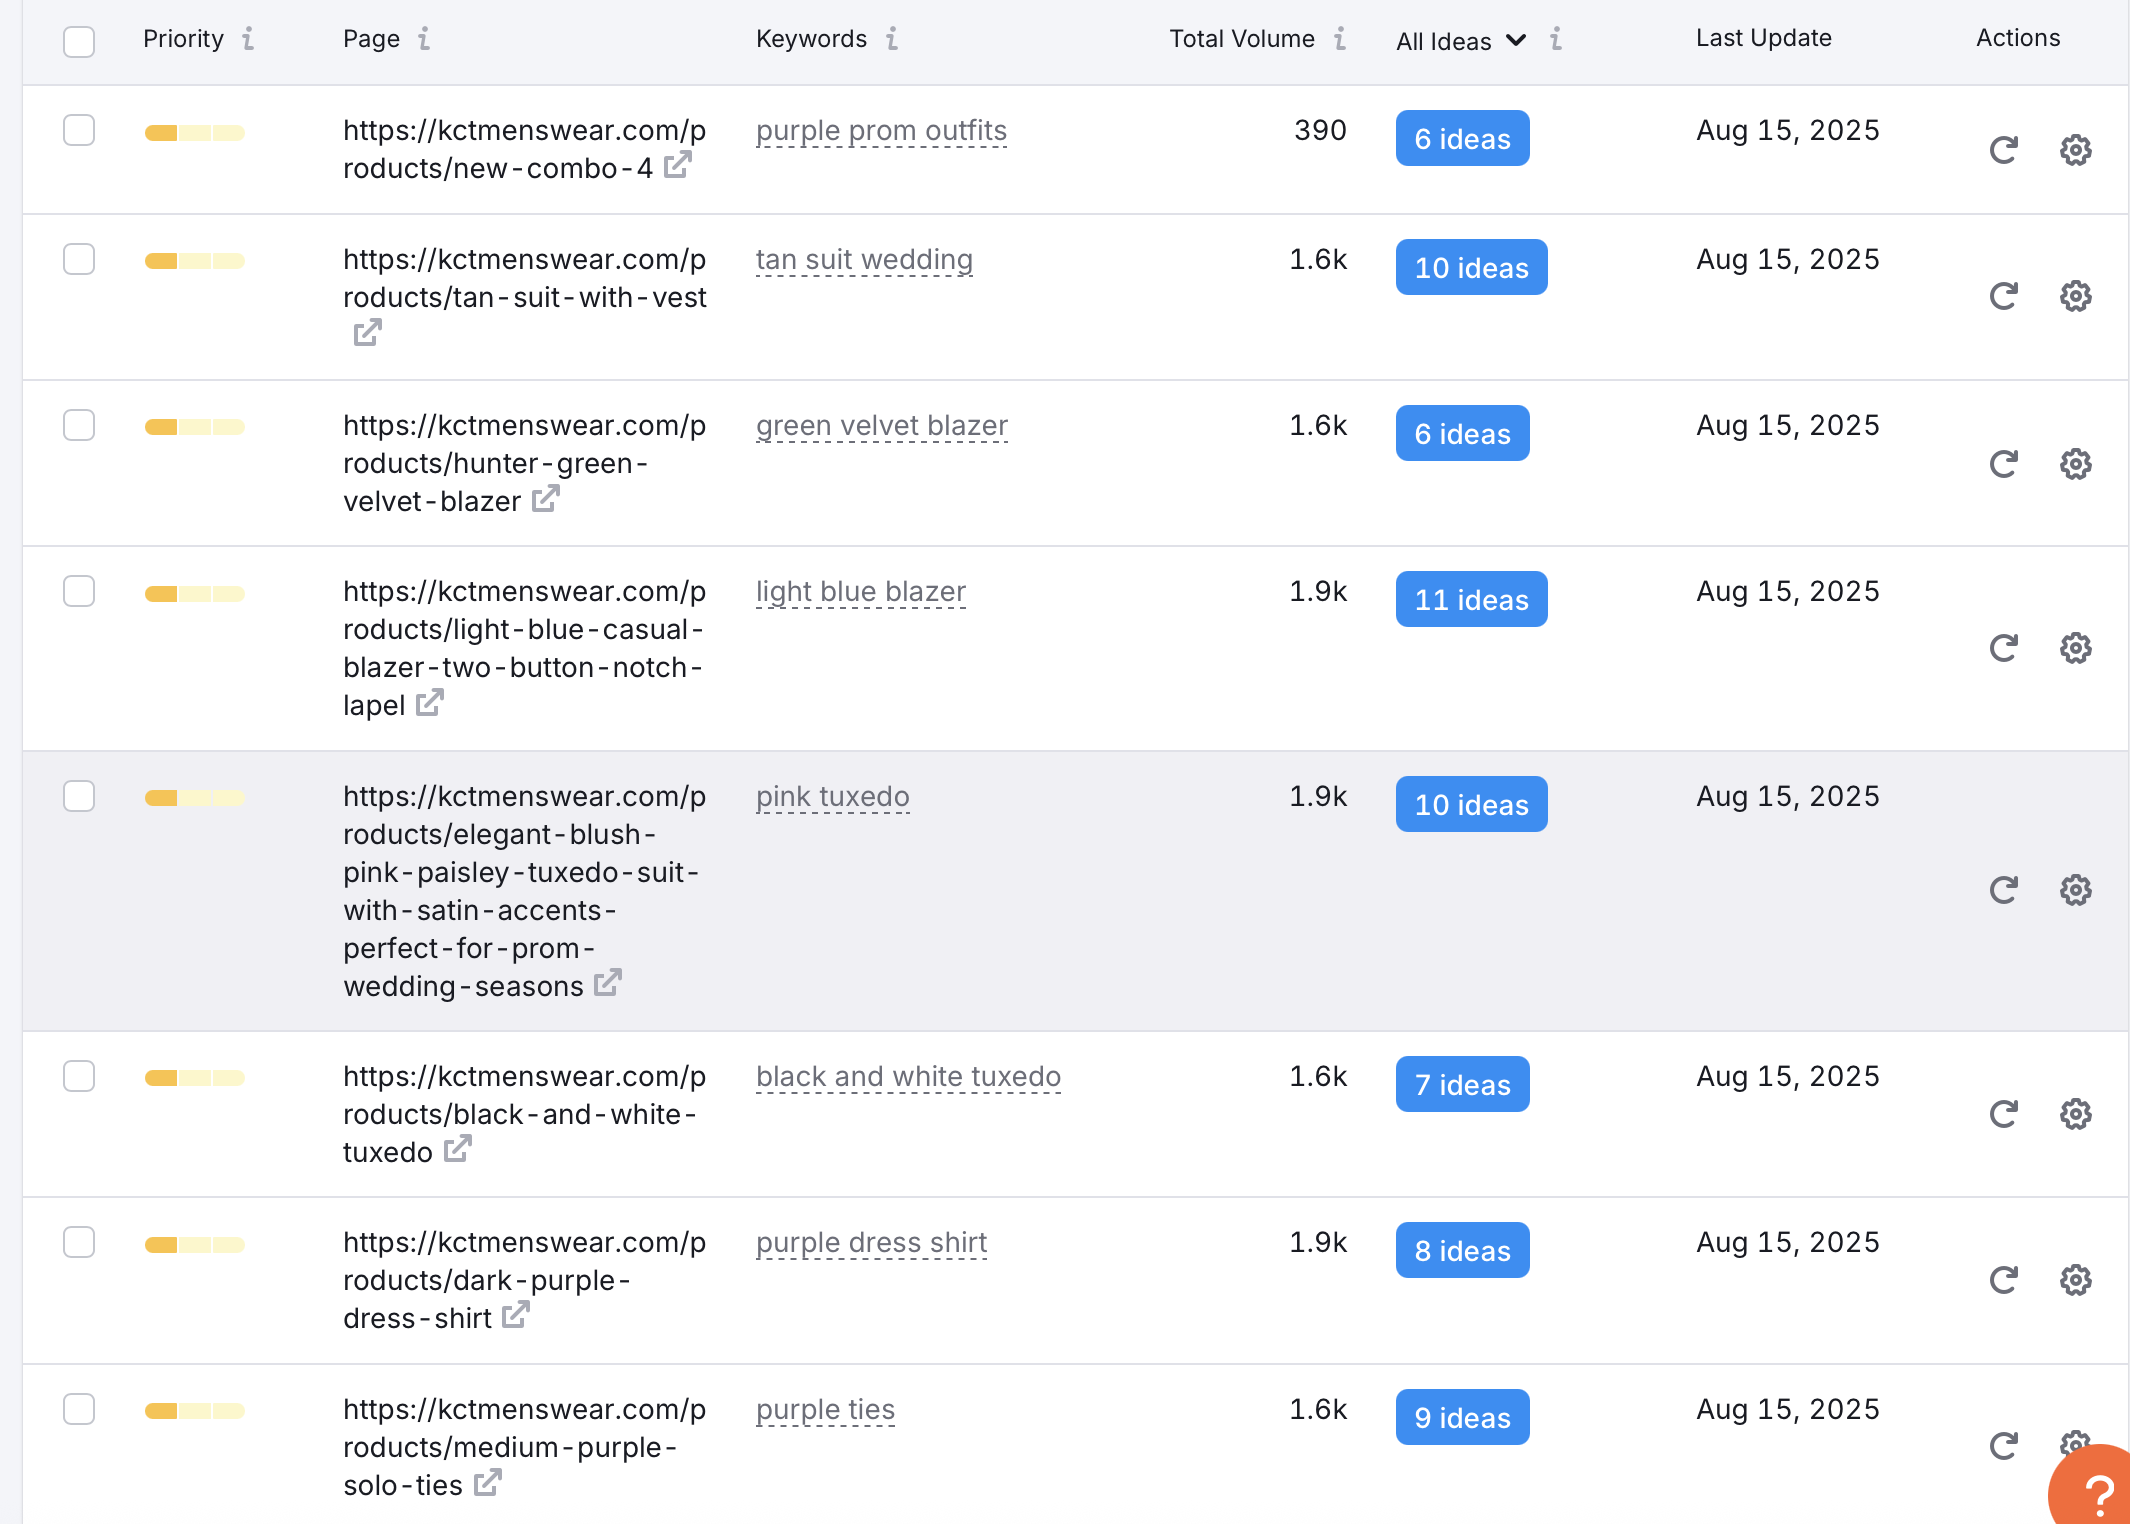 Priority i Page i Keywords i Total Volume i All Ideas i Last Update Actions
https://kctmenswear.com/p purple prom outfits 390 6 ideas Aug 15, 2025
roducts/new-combo-4
https://kctmenswear.com/p tan suit wedding 1.6k 10 ideas Aug 15, 2025
roducts/tan-suit-with-vest
https://kctmenswear.com/p green velvet blazer 1.6k 6 ideas Aug 15, 2025
roducts/hunter-green-
velvet-blazer
https://kctmenswear.com/p light blue blazer 1.9k 11 ideas Aug 15, 2025
roducts/light-blue-casual-
blazer-two-button-notch-
lapel
https://kctmenswear.com/p pink tuxedo 1.9k 10 ideas Aug 15, 2025
roducts/elegant-blush-
pink-paisley-tuxedo-suit-
with-satin-accents-
perfect-for-prom-
wedding-seasons
https://kctmenswear.com/p black and white tuxedo 1.6k 7 ideas Aug 15, 2025
roducts/black-and-white-
tuxedo
https://kctmenswear.com/p purple dress shirt 1.9k 8 ideas Aug 15, 2025
roducts/dark-purple-
dress-shirt
https://kctmenswear.com/p purple ties 1.6k 9 ideas Aug 15, 2025
roducts/medium-purple-
solo-ties
?